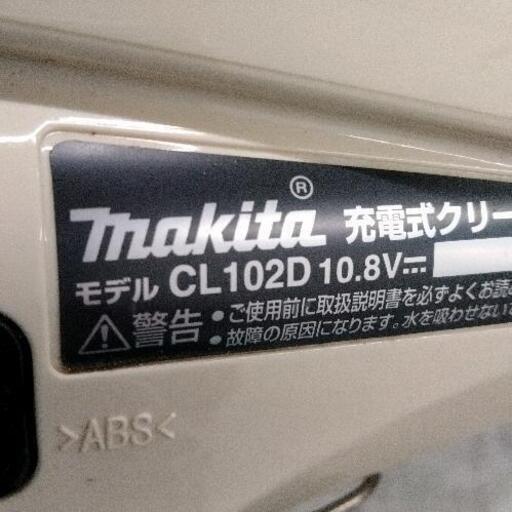 makita® 充電式クリー
モデル CL102D 10.8V⎓
⚠警告 • ご使用前に取扱説明書を必ずよくお読
• 故障の原因になります。水を吸わせない
>ABS<